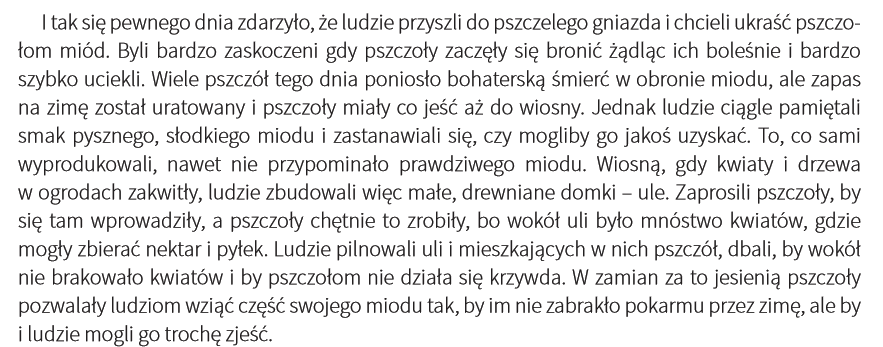 I tak się pewnego dnia zdarzyło, że ludzie przyszli do pszczelego gniazda i chcieli ukraść pszczo-
łom miód. Byli bardzo zaskoczeni gdy pszczoły zaczęły się bronić żądląc ich boleśnie i bardzo
szybko uciekli. Wiele pszczół tego dnia poniosło bohaterską śmierć w obronie miodu, ale zapas
na zimę został uratowany i pszczoły miały co jeść aż do wiosny. Jednak ludzie ciągle pamiętali
smak pysznego, słodkiego miodu i zastanawiali się, czy mogliby go jakoś uzyskać. To, co sami
wyprodukowali, nawet nie przypominało prawdziwego miodu. Wiosną, gdy kwiaty i drzewa
w ogrodach zakwitły, ludzie zbudowali więc małe, drewniane domki – ule. Zaprosili pszczoły, by
się tam wprowadziły, a pszczoły chętnie to zrobiły, bo wokół uli było mnóstwo kwiatów, gdzie
mogły zbierać nektar i pyłek. Ludzie pilnowali uli i mieszkających w nich pszczół, dbali, by wokół
nie brakowało kwiatów i by pszczołom nie działa się krzywda. W zamian za to jesienią pszczoły
pozwalały ludziom wziąć część swojego miodu tak, by im nie zabrakło pokarmu przez zimę, ale by
i ludzie mogli go trochę zjeść.